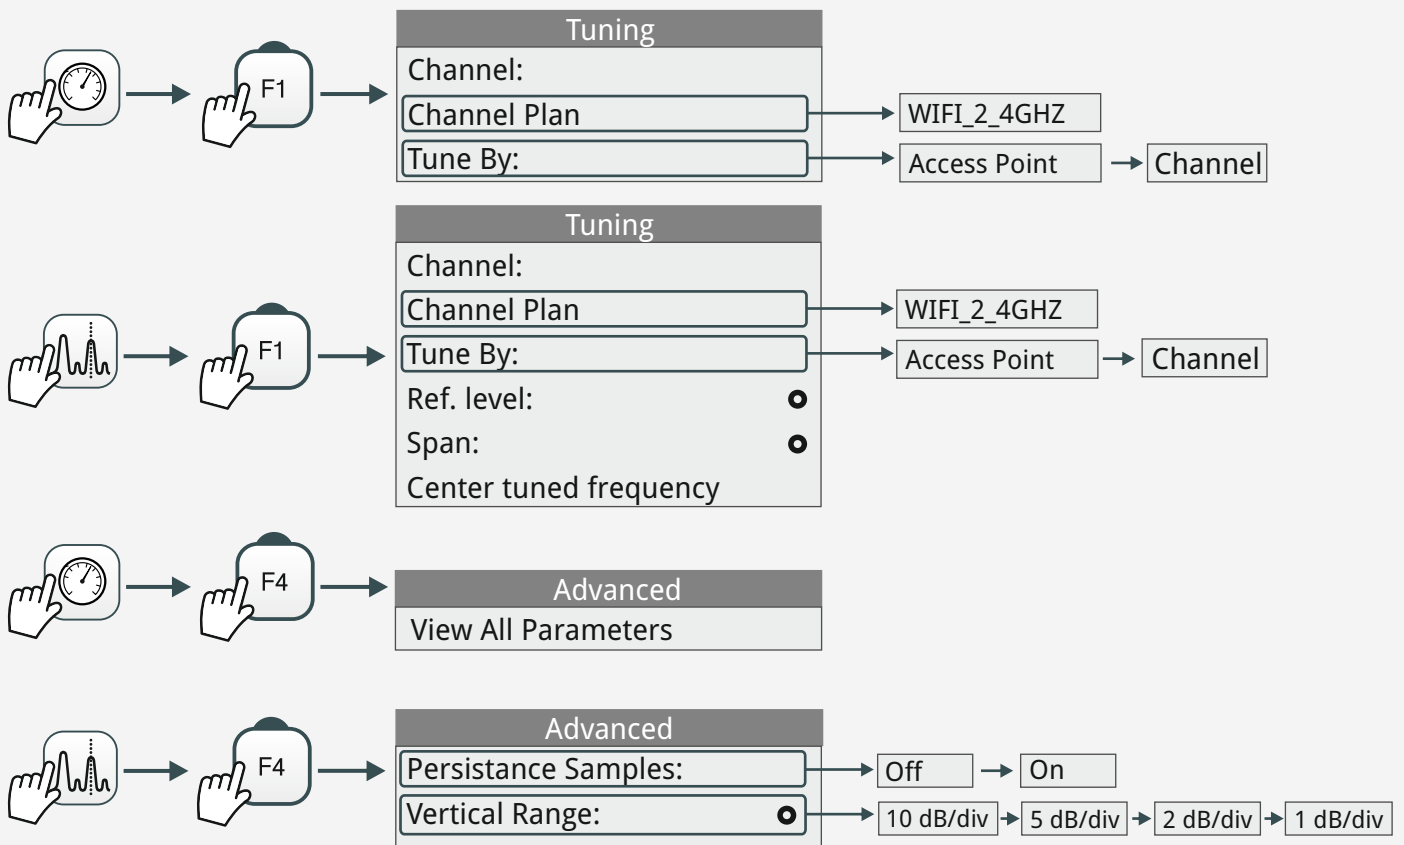 Tuning
Channel:
F1
Channel Plan
WIFI_2_4GHZ
Tune By:
Access Point
Channel
Tuning
Channel:
Channel Plan
WIFI_2_4GHZ
F1
Tune By:
Access Point
Channel
Ref. level:
Span:
Center tuned frequency
F4
Advanced
View All Parameters
Advanced
F4
Persistance Samples:
Off
On
Vertical Range:
10 dB/div
5 dB/div
2 dB/div
1 dB/div